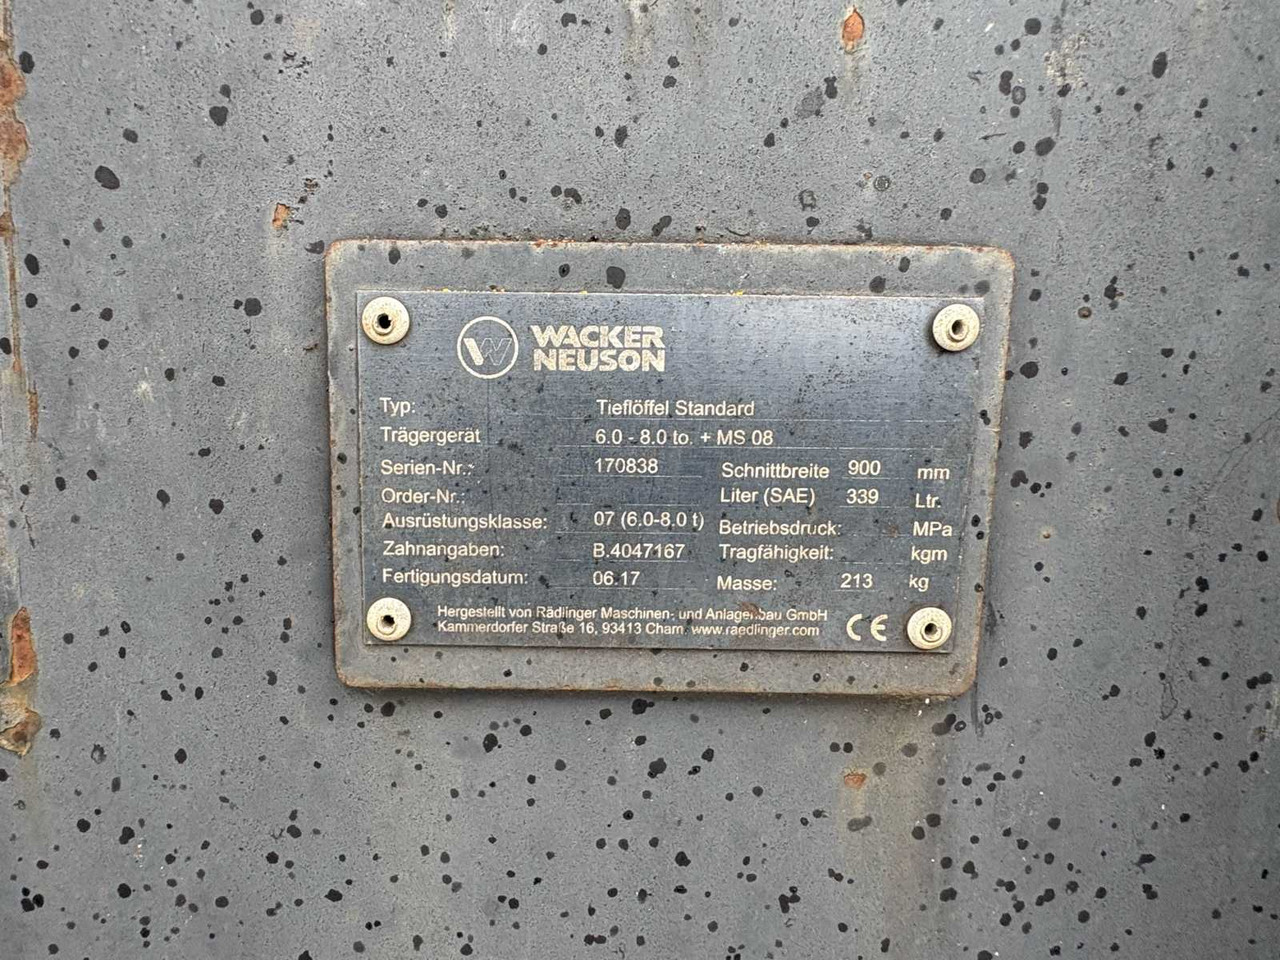 WACKER
NEUSON
Typ: Tieflöffel Standard
Trägergerät 6.0 - 8.0 to. + MS 08
Serien-Nr.: 170838 Schnittbreite 900 mm
Order-Nr.: Liter (SAE) 339 Ltr.
Ausrüstungsklasse: 07 (6.0-8.0 t) Betriebsdruck: MPa
Zahnangaben: B.4047167 Tragfähigkeit: kgm
Fertigungsdatum: 06.17 Masse: 213 kg
Hergestellt von Rädlinger Maschinen- und Anlagenbau GmbH
Kammerdorfer Straße 16, 93413 Cham. www.raedlinger.com
CE